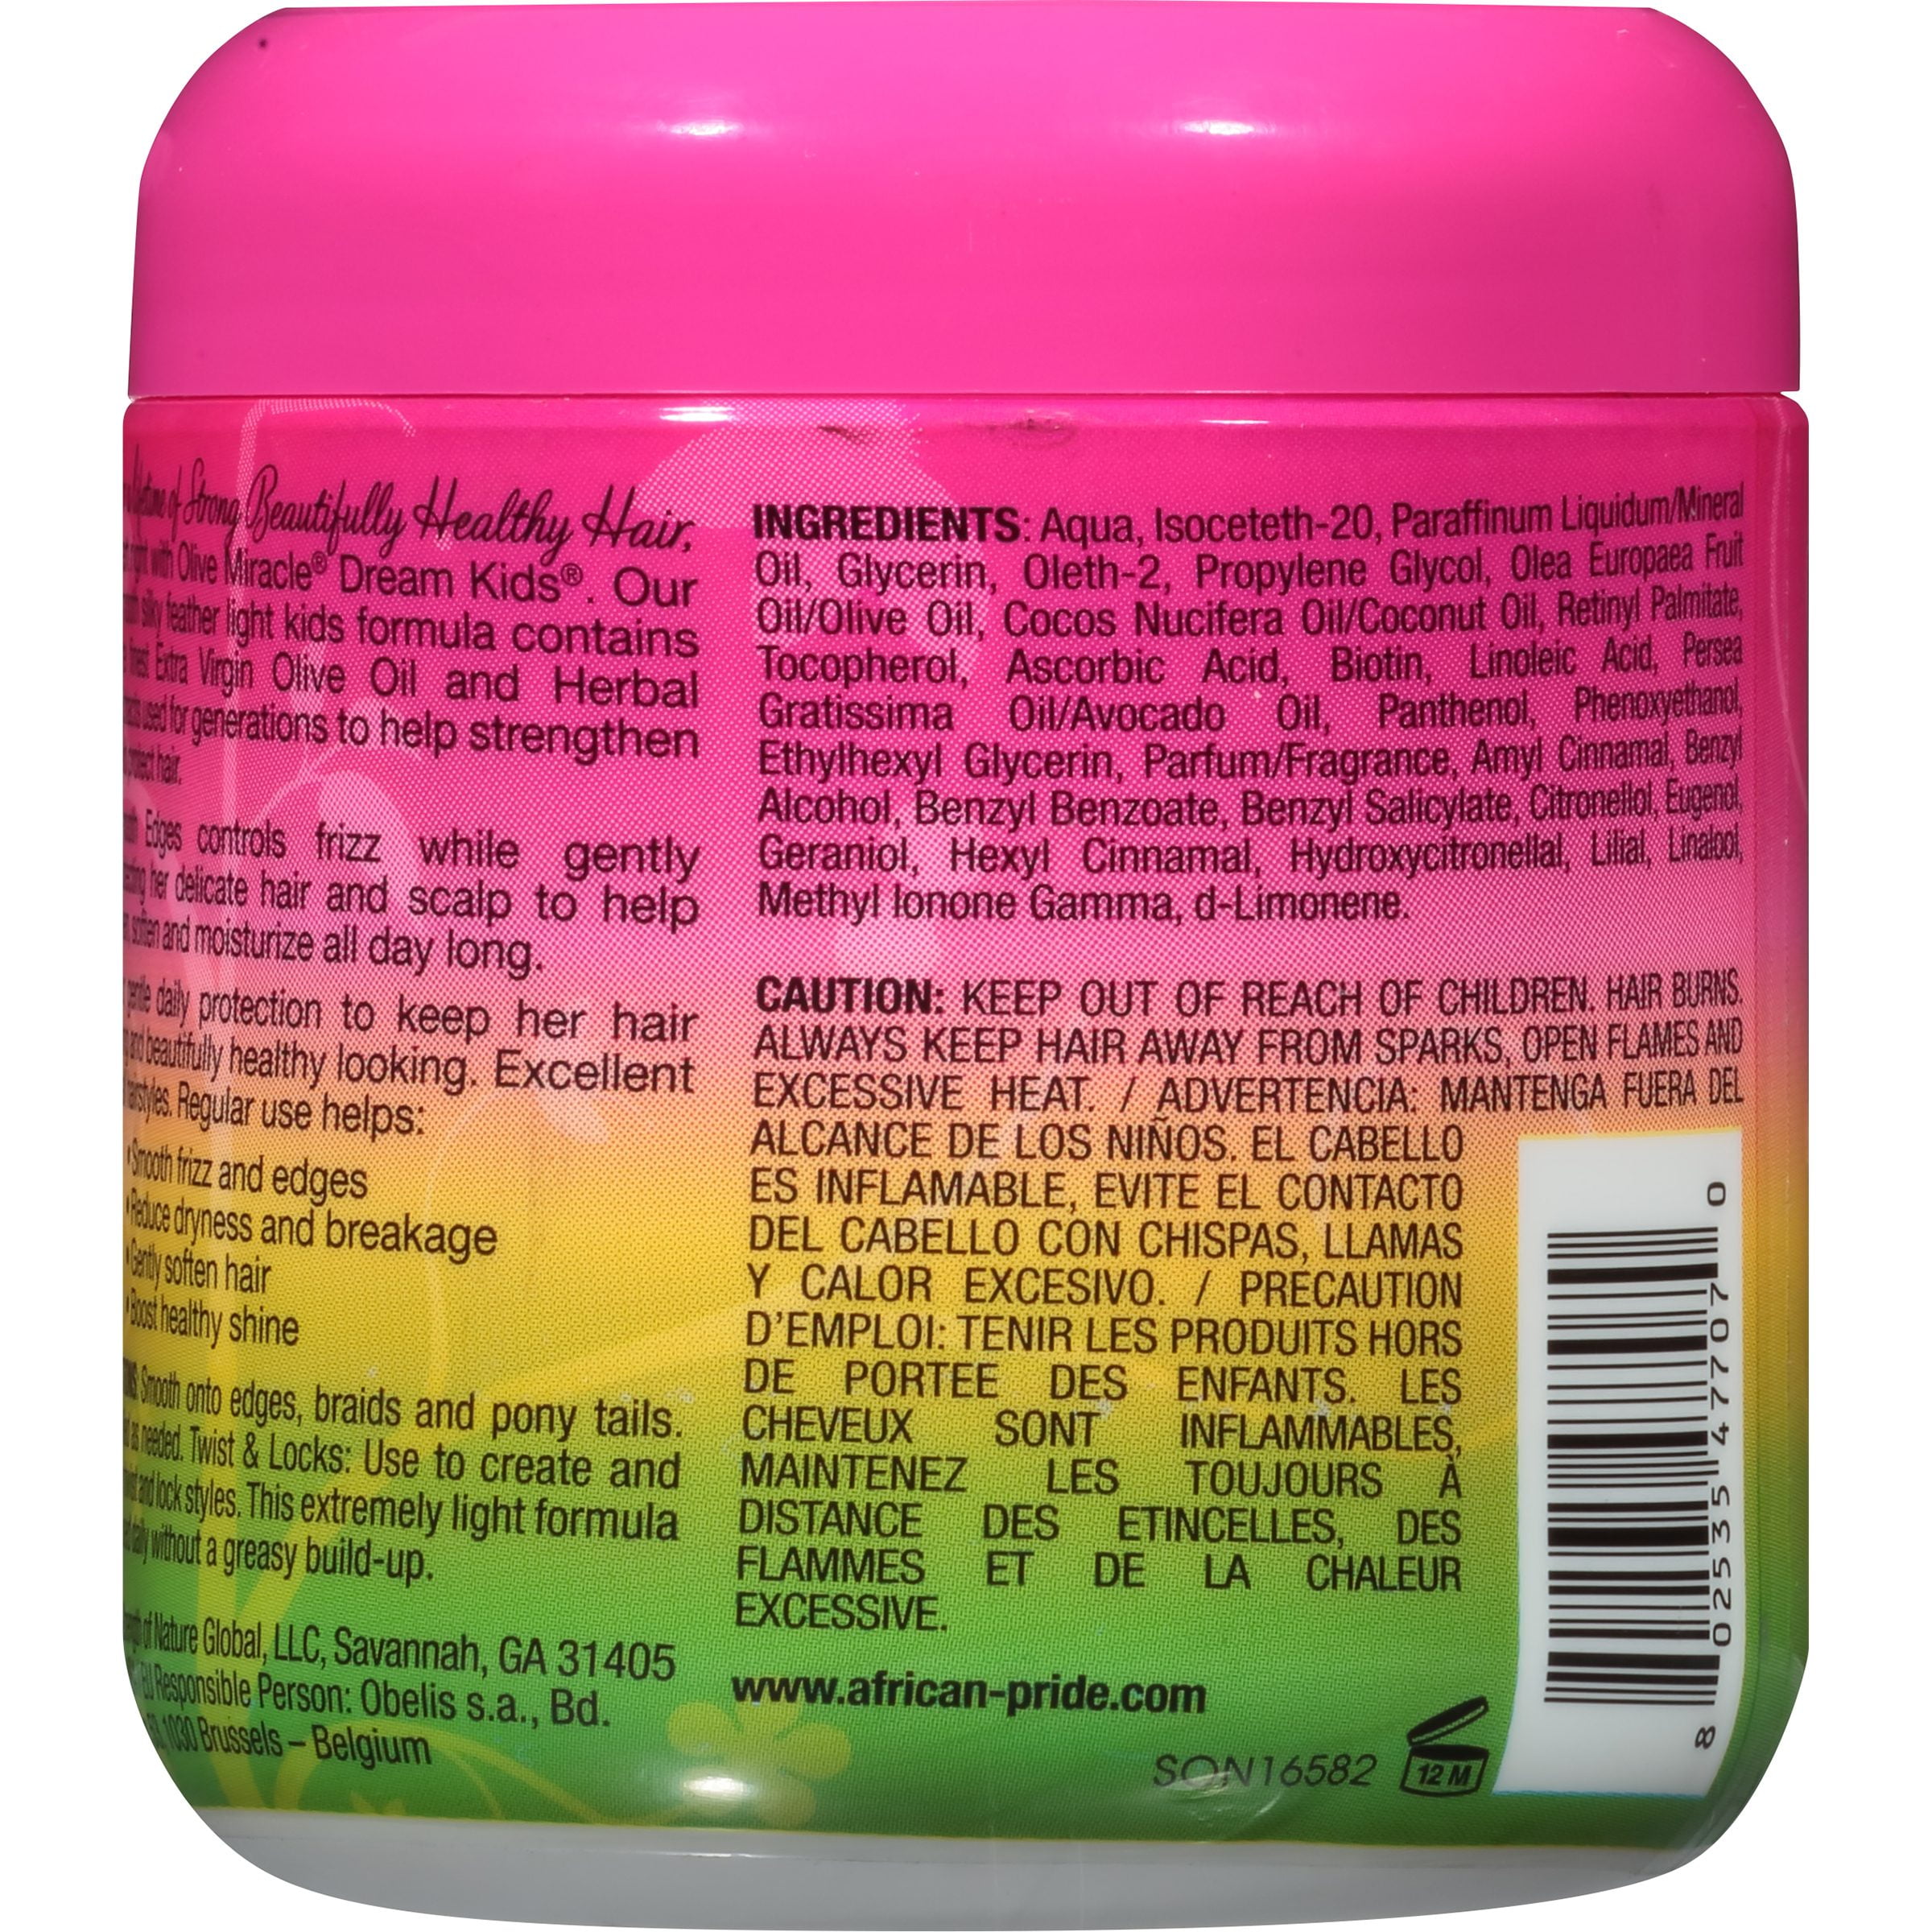 Lifetime of Strong Beautifully Healthy Hair,
right with Olive Miracle® Dream Kids®. Our
silky feather light kids formula contains
finest Extra Virgin Olive Oil and Herbal
used for generations to help strengthen
protect hair.
Edges controls frizz while gently
her delicate hair and scalp to help
soften and moisturize all day long.
gentle daily protection to keep her hair
and beautifully healthy looking. Excellent
hairstyles. Regular use helps:
•Smooth frizz and edges
•Reduce dryness and breakage
•Gently soften hair
•Boost healthy shine
Smooth onto edges, braids and pony tails.
as needed. Twist & Locks: Use to create and
and lock styles. This extremely light formula
daily without a greasy build-up.
of Nature Global, LLC, Savannah, GA 31405
EU Responsible Person: Obelis s.a., Bd.
1030 Brussels – Belgium
INGREDIENTS: Aqua, Isoceteth-20, Paraffinum Liquidum/Mineral
Oil, Glycerin, Oleth-2, Propylene Glycol, Olea Europaea Fruit
Oil/Olive Oil, Cocos Nucifera Oil/Coconut Oil, Retinyl Palmitate,
Tocopherol, Ascorbic Acid, Biotin, Linoleic Acid, Persea
Gratissima Oil/Avocado Oil, Panthenol, Phenoxyethanol,
Ethylhexyl Glycerin, Parfum/Fragrance, Amyl Cinnamal, Benzyl
Alcohol, Benzyl Benzoate, Benzyl Salicylate, Citronellol, Eugenol,
Geraniol, Hexyl Cinnamal, Hydroxycitronellal, Lilial, Linalool,
Methyl Ionone Gamma, d-Limonene.
CAUTION: KEEP OUT OF REACH OF CHILDREN. HAIR BURNS.
ALWAYS KEEP HAIR AWAY FROM SPARKS, OPEN FLAMES AND
EXCESSIVE HEAT. / ADVERTENCIA: MANTENGA FUERA DEL
ALCANCE DE LOS NIÑOS. EL CABELLO
ES INFLAMABLE, EVITE EL CONTACTO
DEL CABELLO CON CHISPAS, LLAMAS
Y CALOR EXCESIVO. / PRECAUTION
D'EMPLOI: TENIR LES PRODUITS HORS
DE PORTEE DES ENFANTS. LES
CHEVEUX SONT INFLAMMABLES,
MAINTENEZ LES TOUJOURS À
DISTANCE DES ETINCELLES, DES
FLAMMES ET DE LA CHALEUR
EXCESSIVE.
www.african-pride.com
SON16582
12 M
8 02535 47707 0